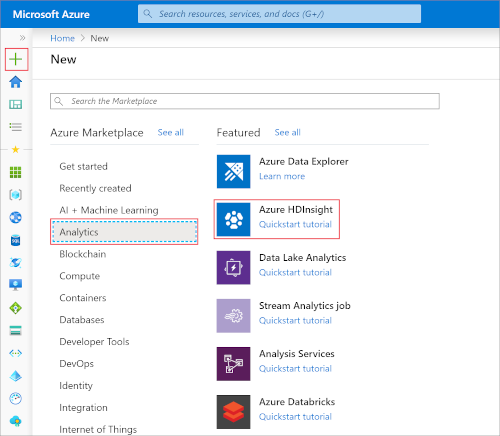 Microsoft Azure
Search resources, services, and docs (G+/)
»
Home > New
New
Search the Marketplace
Azure Marketplace See all
Featured See all
Get started
Recently created
AI + Machine Learning
Analytics
Blockchain
Compute
Containers
Databases
Developer Tools
DevOps
Identity
Integration
Internet of Things
Azure Data Explorer
Learn more
Azure HDInsight
Quickstart tutorial
Data Lake Analytics
Quickstart tutorial
Stream Analytics job
Quickstart tutorial
Analysis Services
Quickstart tutorial
Azure Databricks
Quickstart tutorial
SQL